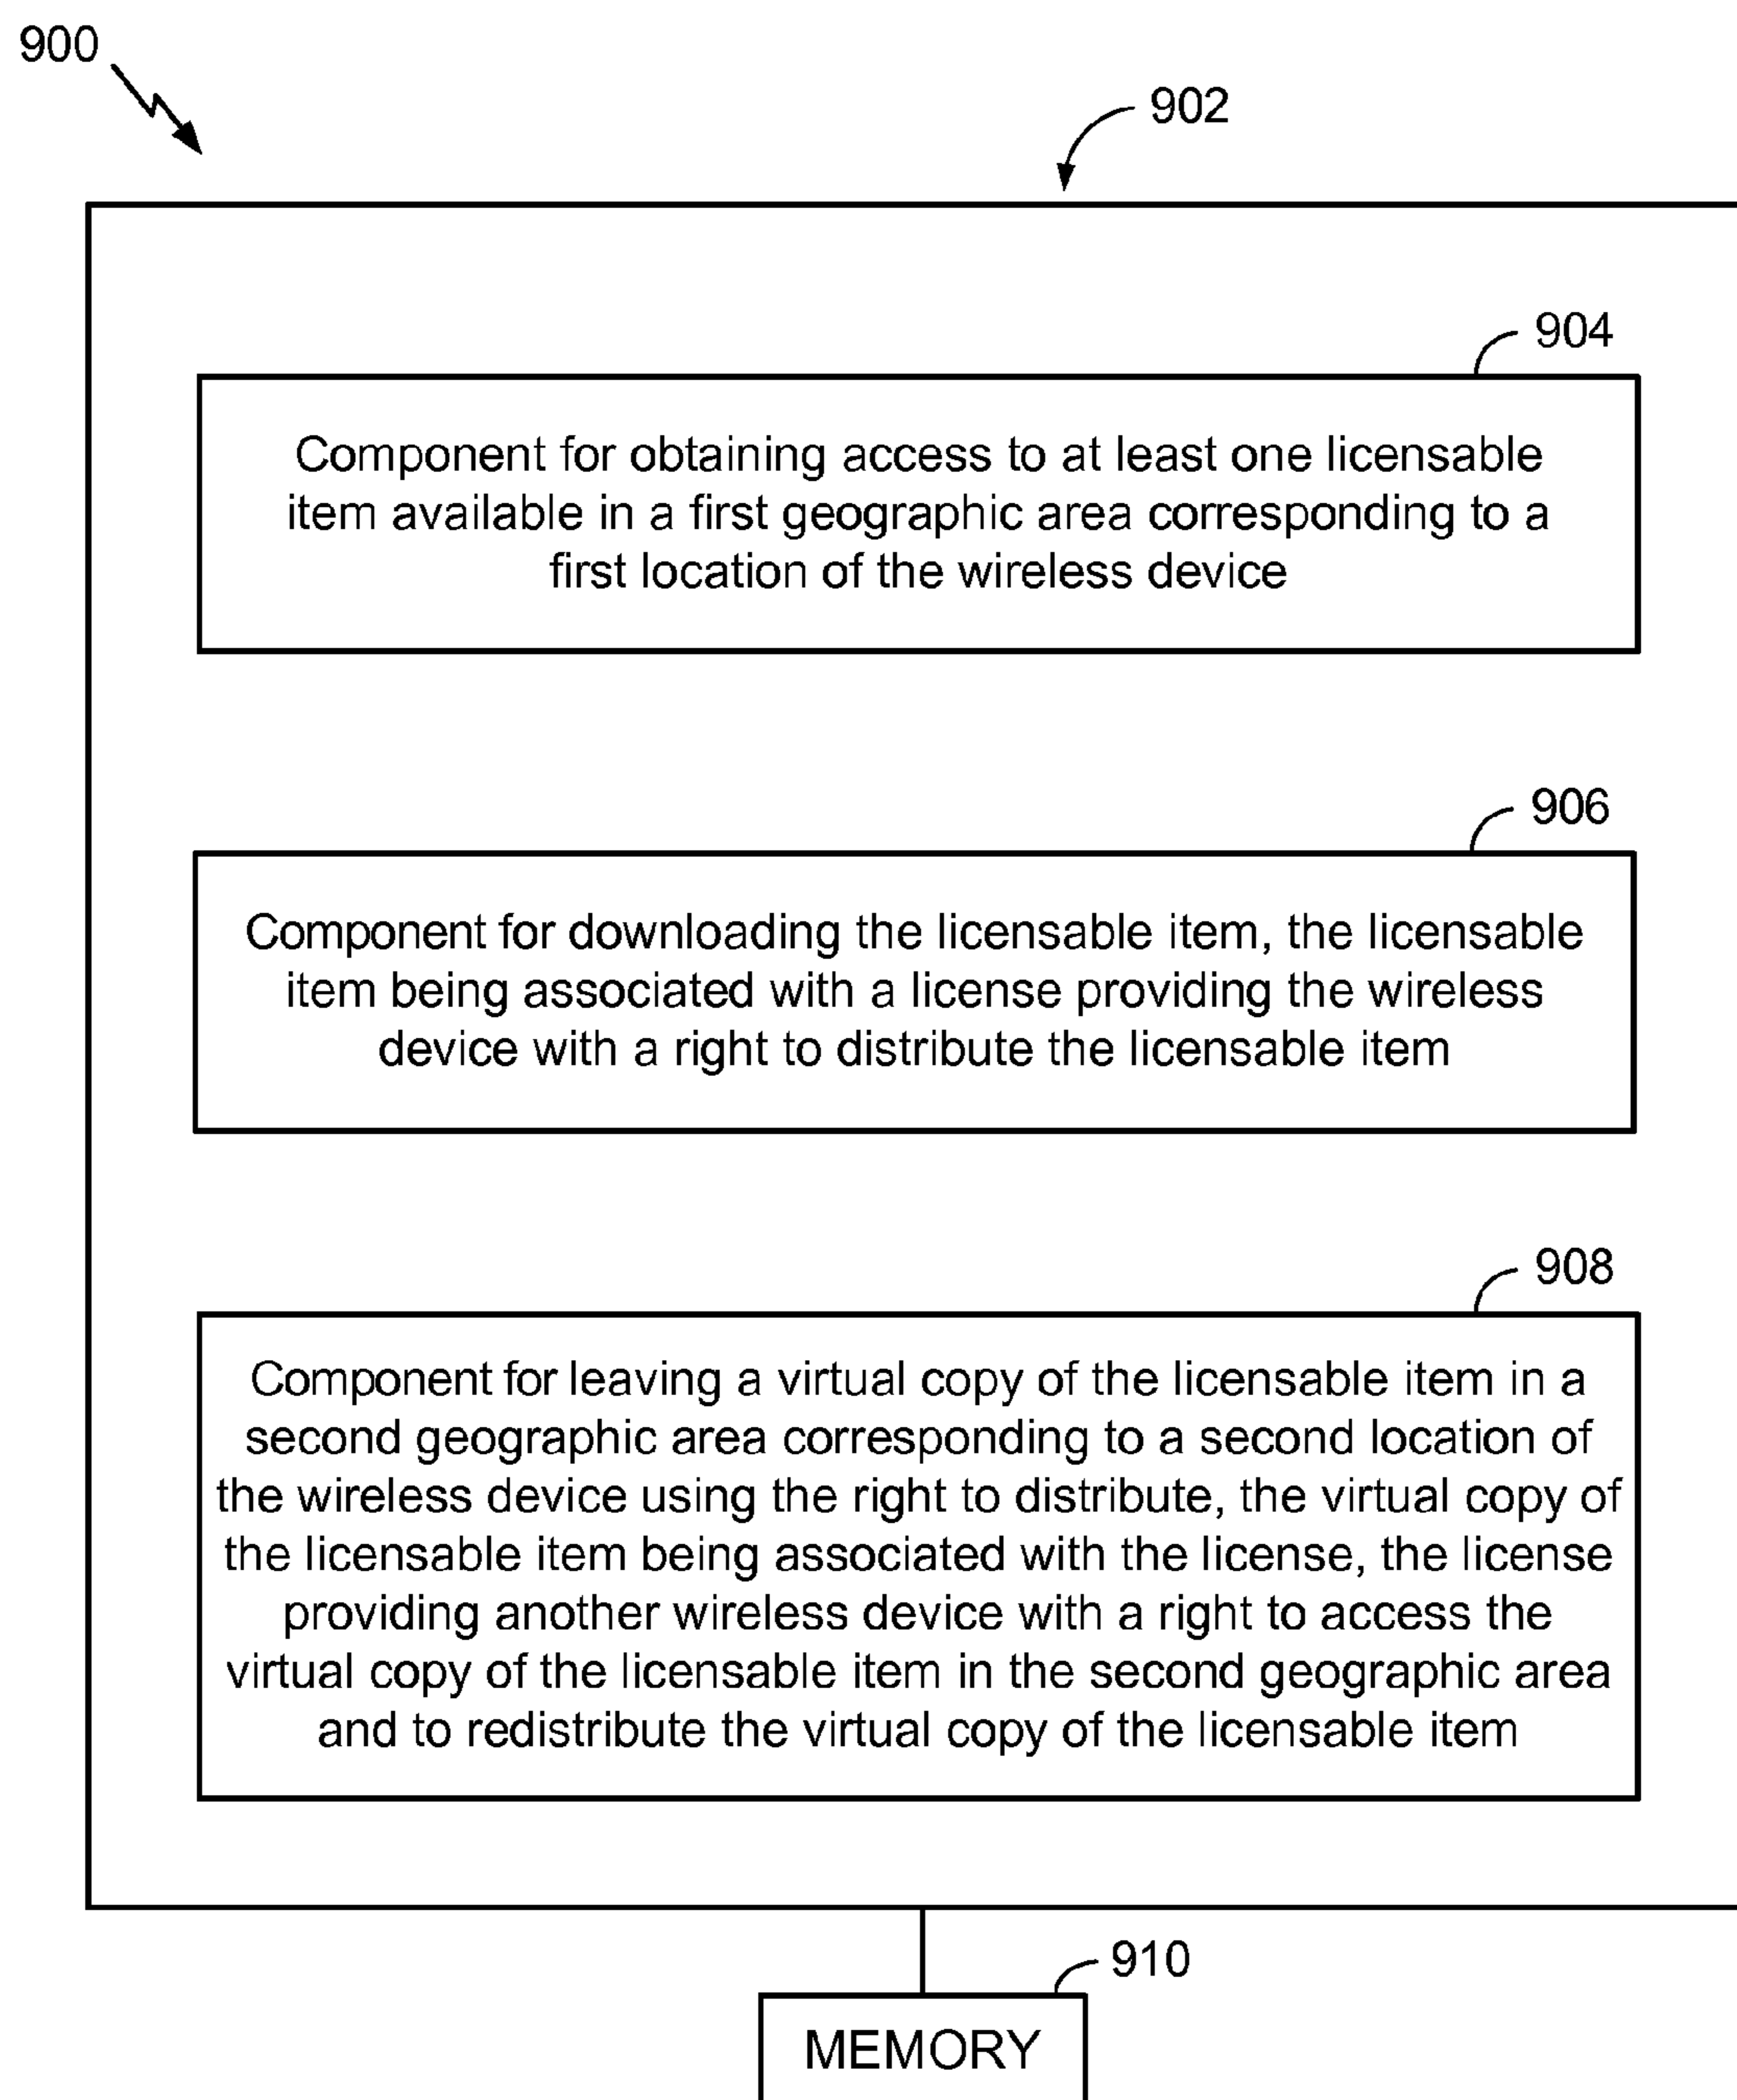 900
902
904
Component for obtaining access to at least one licensable
item available in a first geographic area corresponding to a
first location of the wireless device
906
Component for downloading the licensable item, the licensable
item being associated with a license providing the wireless
device with a right to distribute the licensable item
908
Component for leaving a virtual copy of the licensable item in a
second geographic area corresponding to a second location of
the wireless device using the right to distribute, the virtual copy of
the licensable item being associated with the license, the license
providing another wireless device with a right to access the
virtual copy of the licensable item in the second geographic area
and to redistribute the virtual copy of the licensable item
910
MEMORY